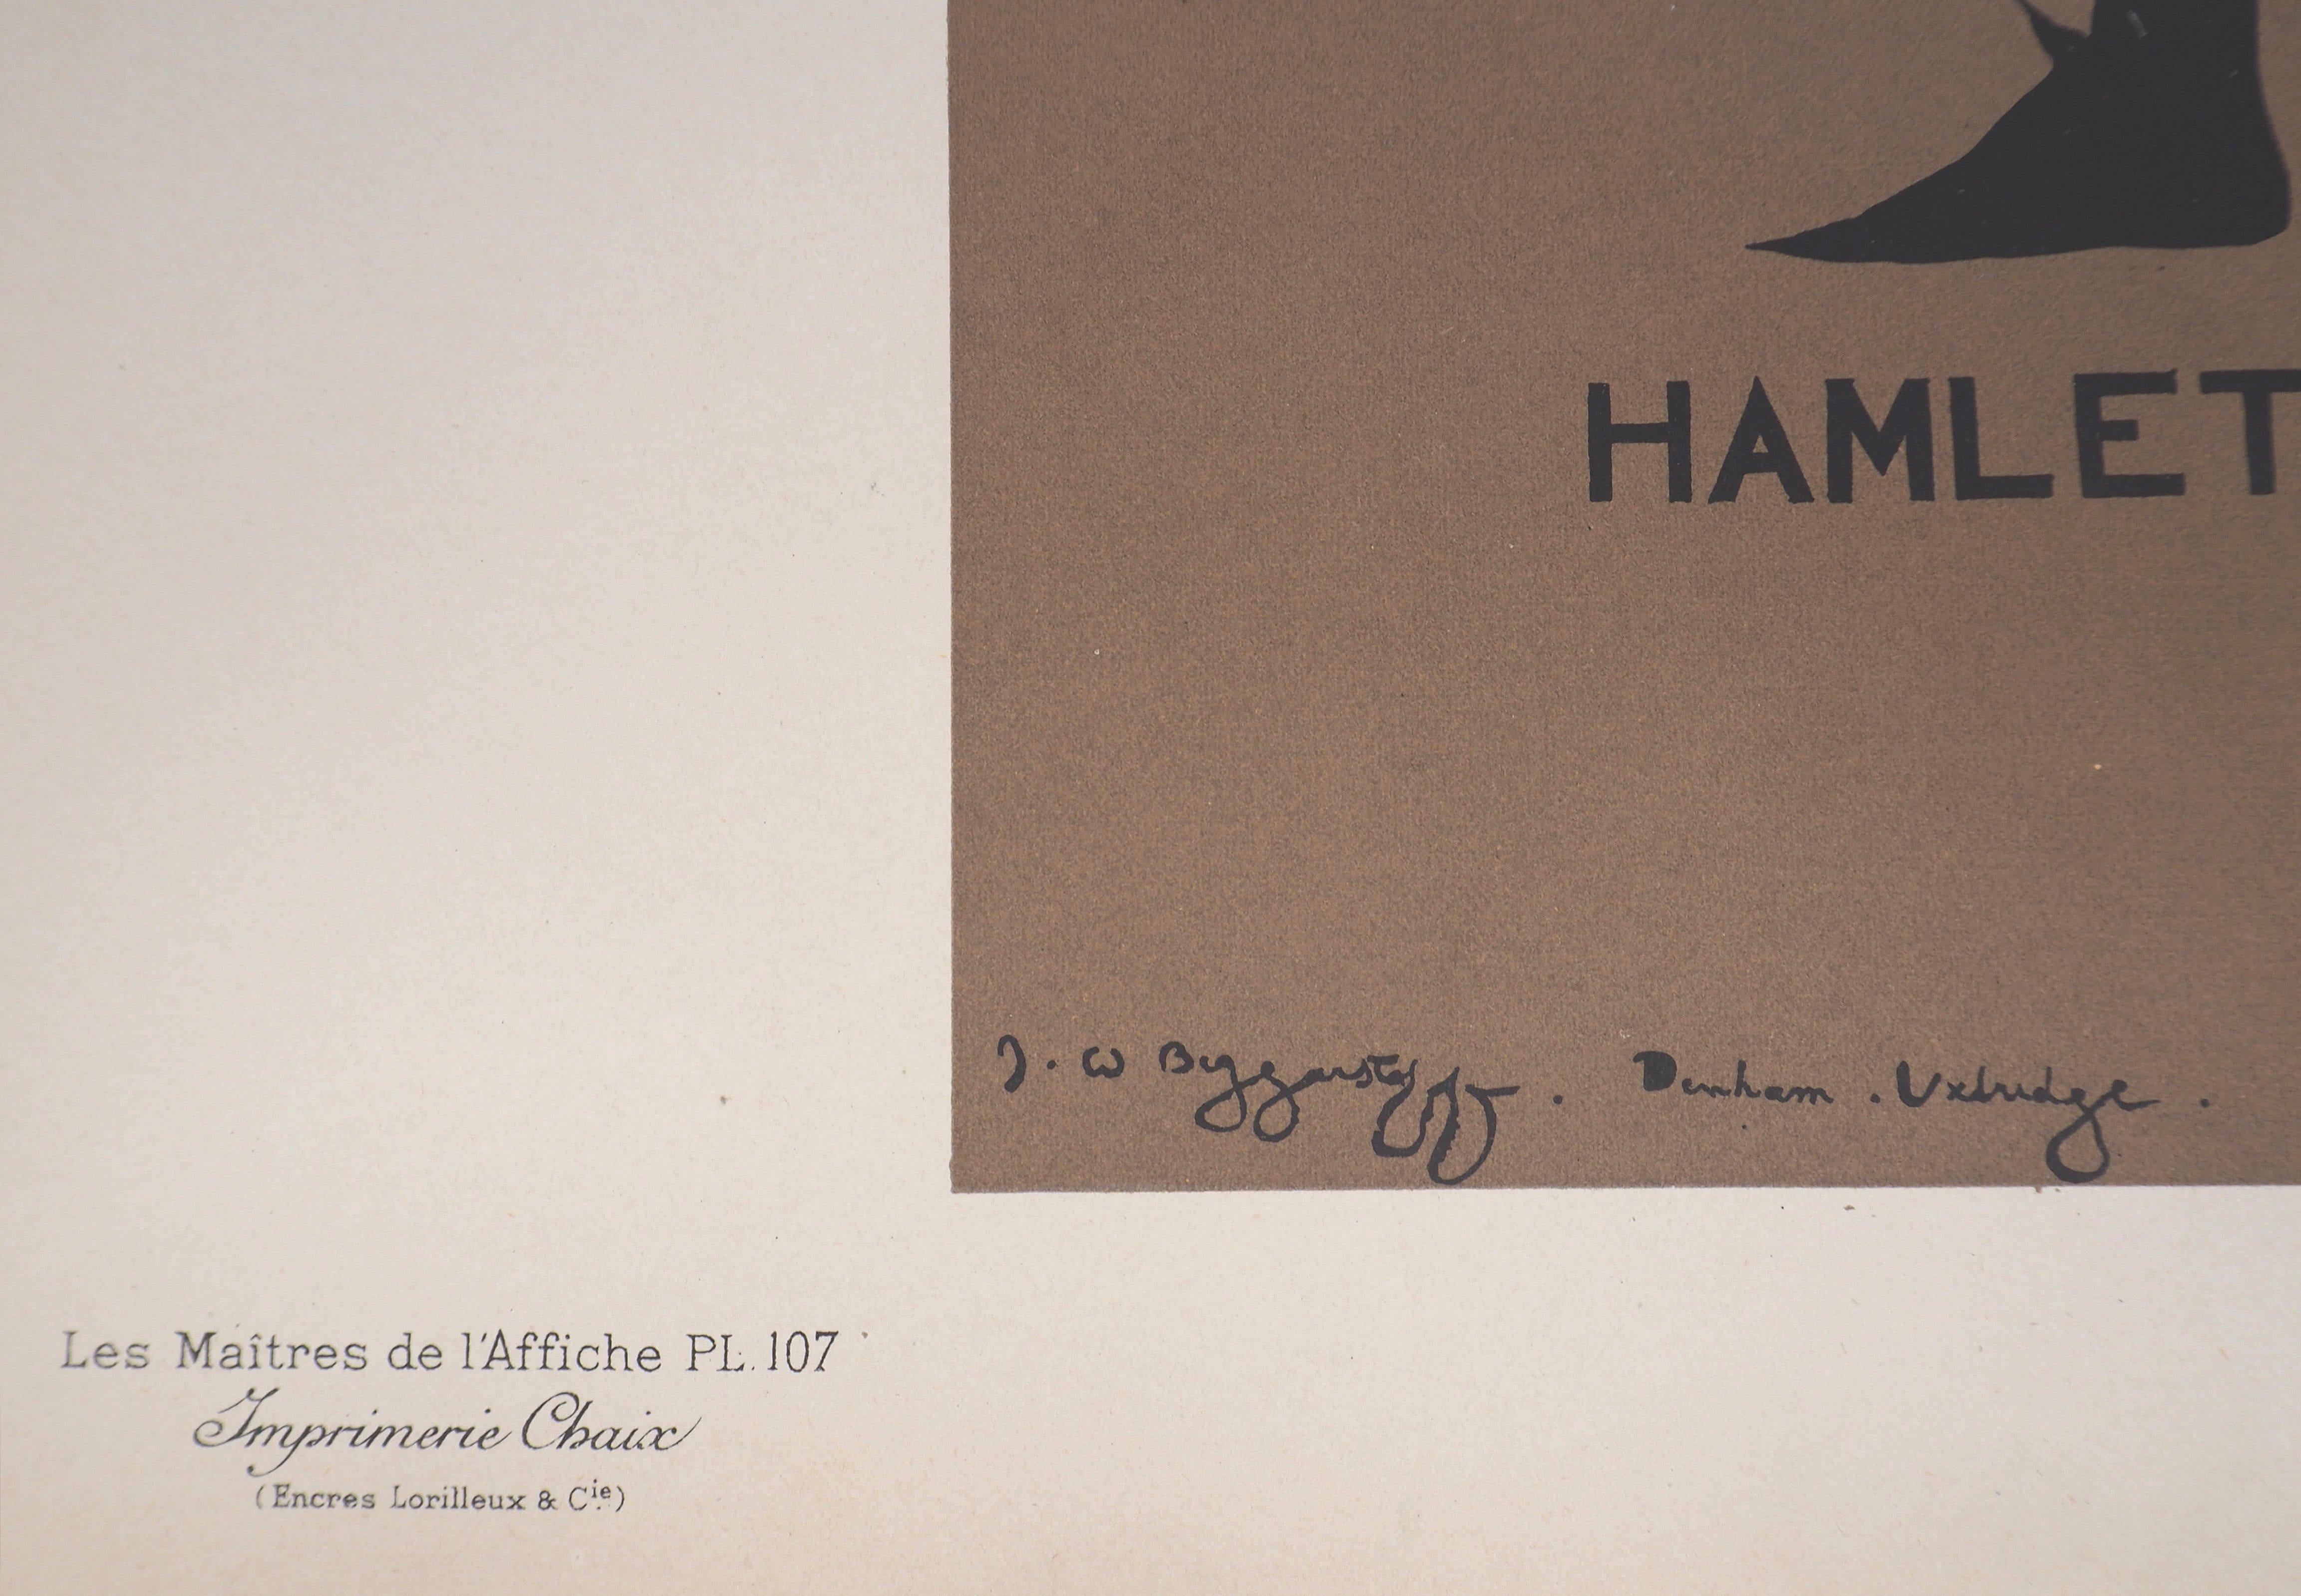 HAMLET
J. W Beggarstaff. Denham. Uxbridge.
Les Maîtres de l'Affiche PL. 107
Imprimerie Chaix
(Encres Lorilleux & Cie.)